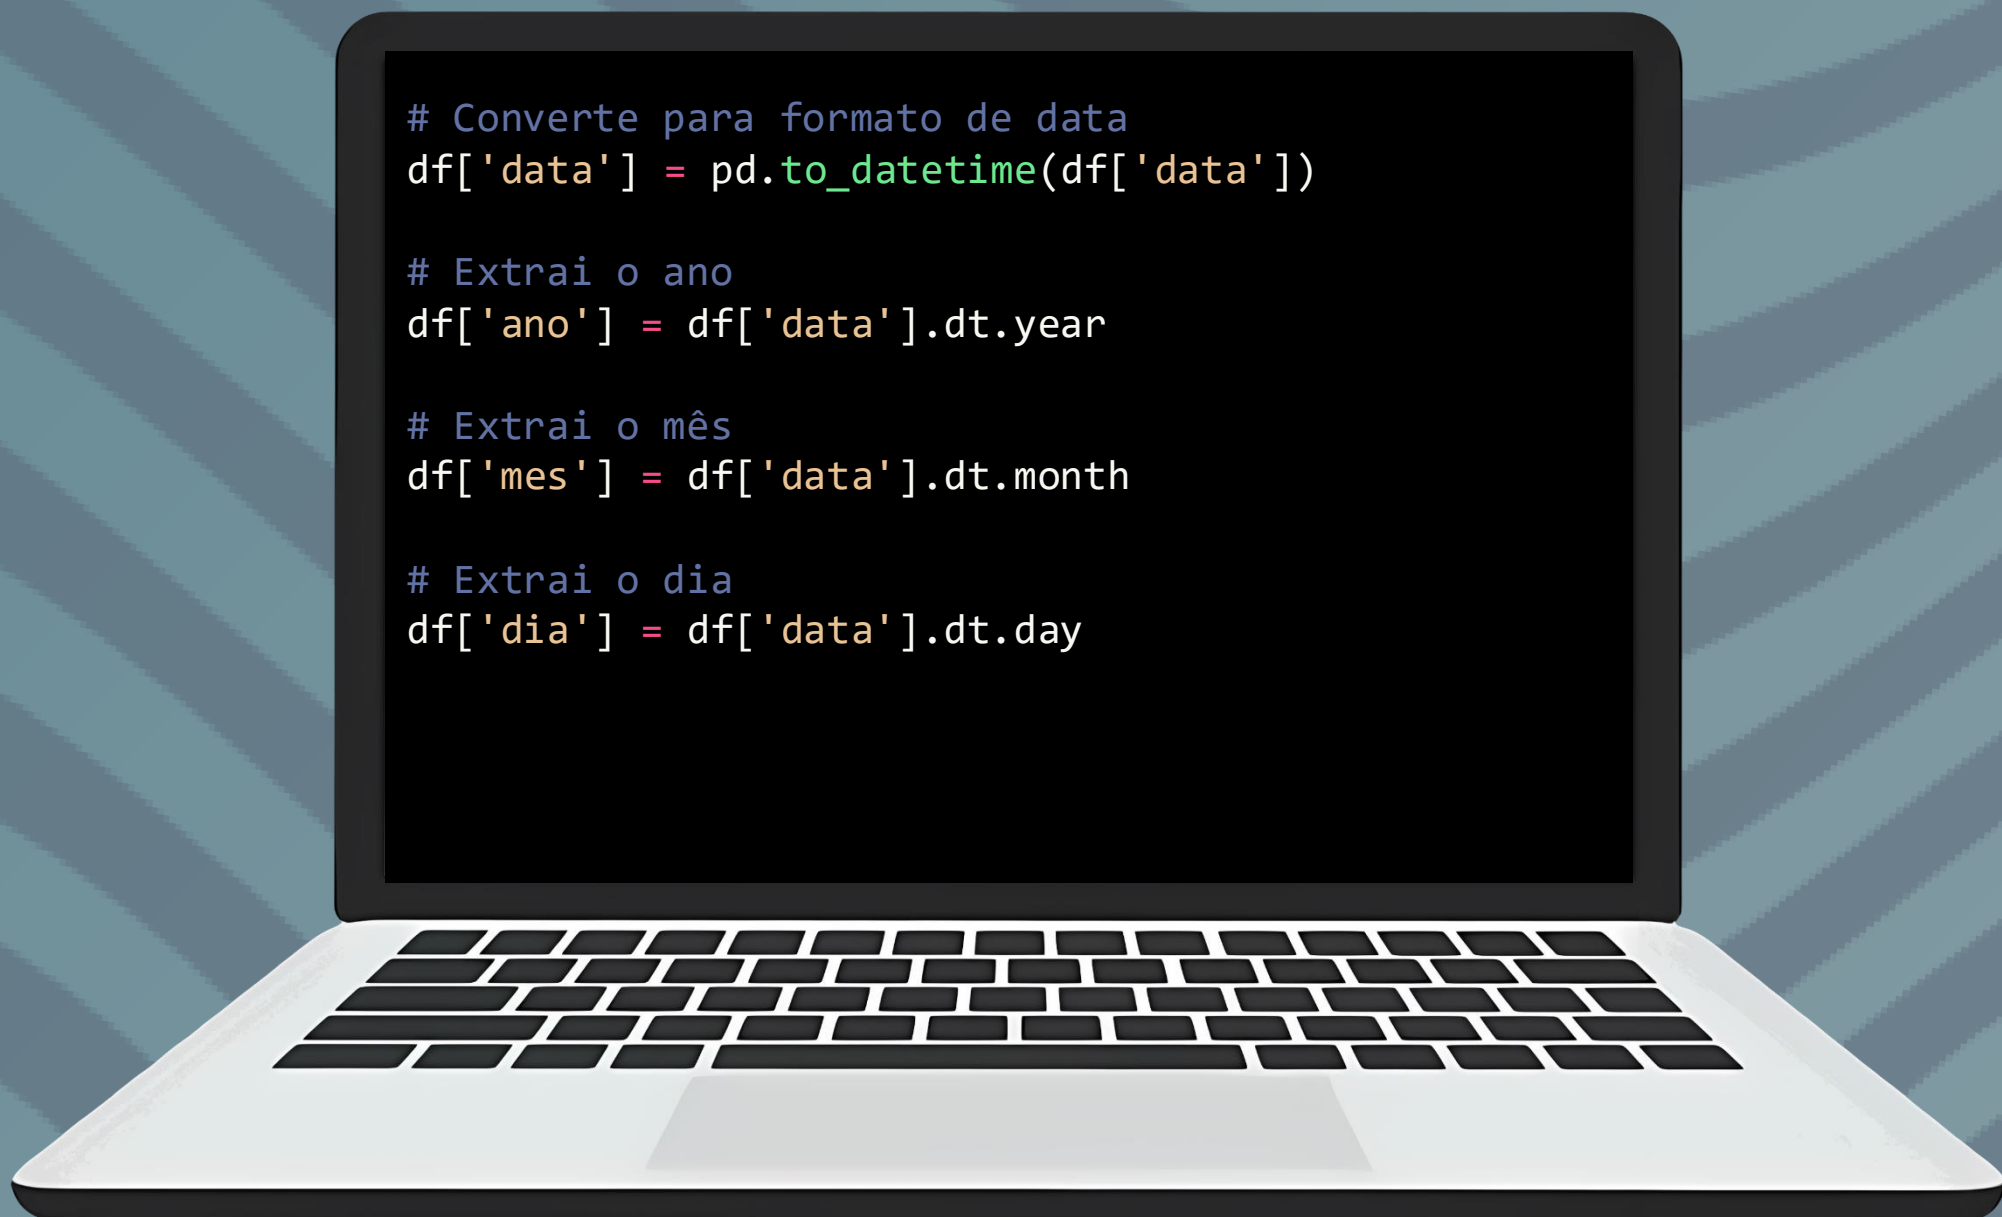 # Converte para formato de data
df['data'] = pd.to_datetime(df['data'])
# Extrai o ano
df['ano'] = df['data'].dt.year
# Extrai o mês
df['mes'] = df['data'].dt.month
# Extrai o dia
df['dia'] = df['data'].dt.day